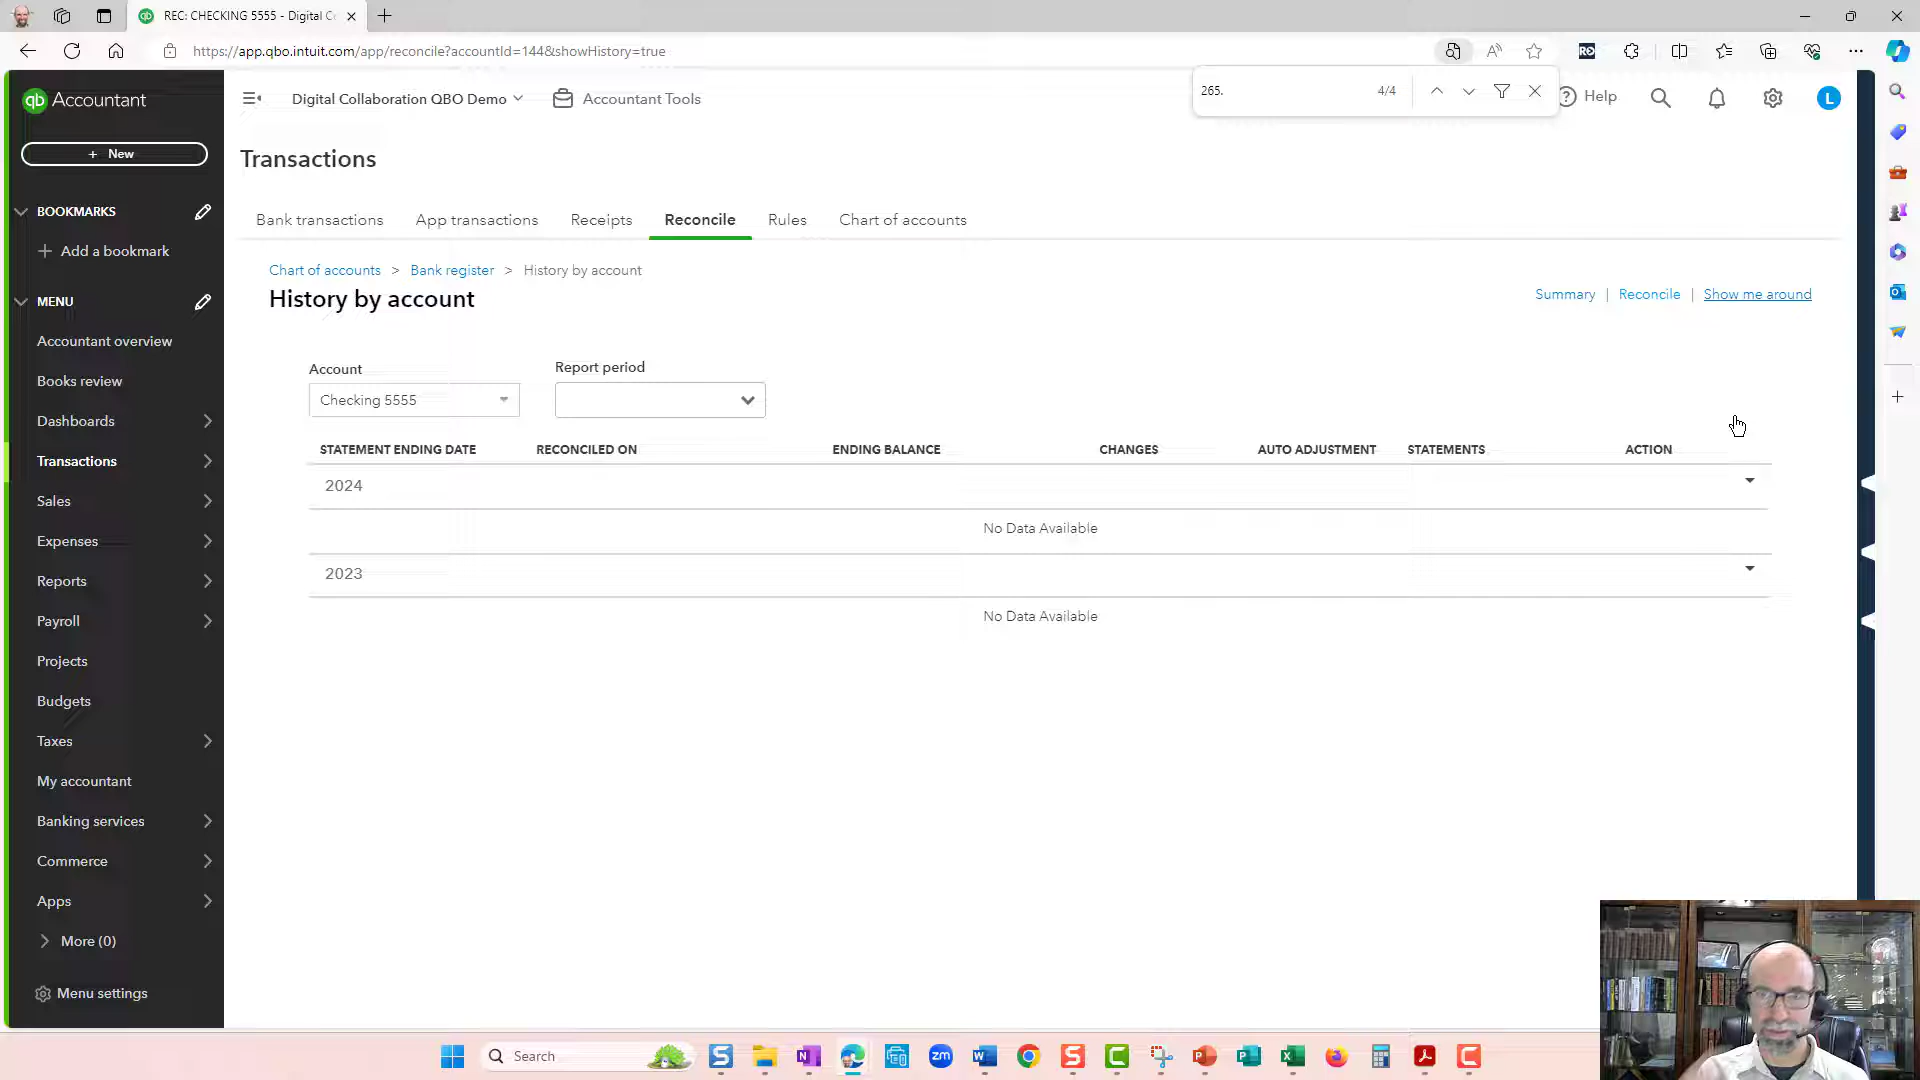 REC: CHECKING 5555 - Digital C
https://app.qbo.intuit.com/app/reconcile?accountId=144&showHistory=true
265.
4/4
qb Accountant
Digital Collaboration QBO Demo
Accountant Tools
Help
L
+ New
Transactions
Bank transactions
App transactions
Receipts
Reconcile
Rules
Chart of accounts
BOOKMARKS
+ Add a bookmark
MENU
Accountant overview
Books review
Dashboards
Transactions
Sales
Expenses
Reports
Payroll
Projects
Budgets
Taxes
My accountant
Banking services
Commerce
Apps
More (0)
Menu settings
Chart of accounts > Bank register > History by account
History by account
Summary | Reconcile | Show me around
Account
Report period
Checking 5555
STATEMENT ENDING DATE RECONCILED ON ENDING BALANCE CHANGES AUTO ADJUSTMENT STATEMENTS ACTION
2024
No Data Available
2023
No Data Available
Search